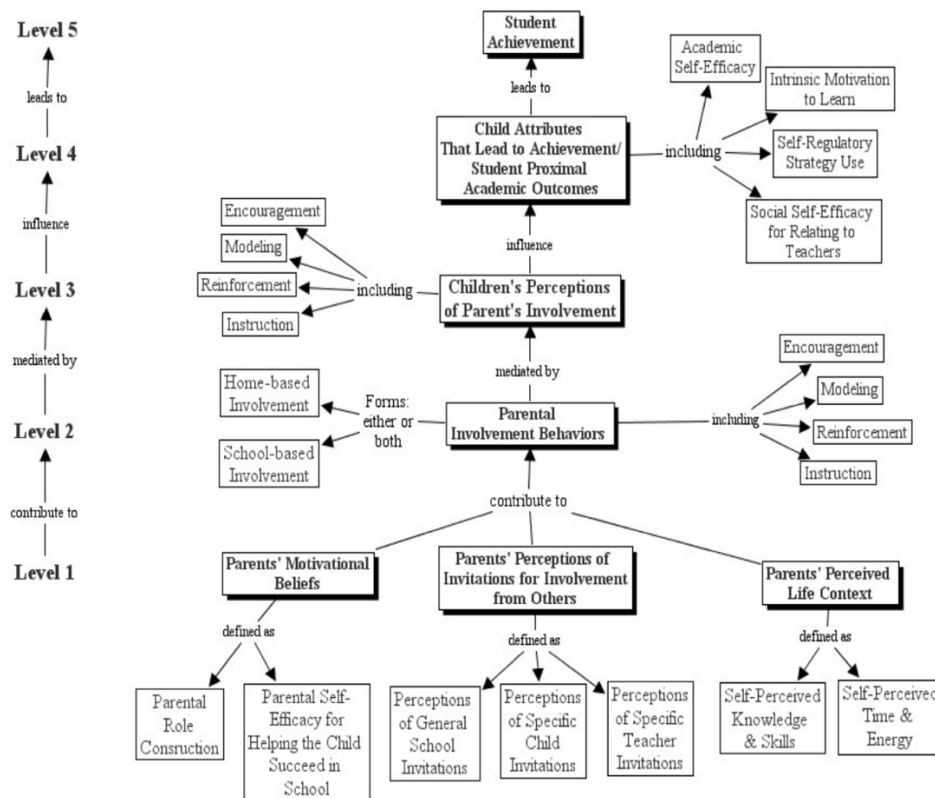 Level 5
leads to
Level 4
influence
Level 3
mediated by
Level 2
contribute to
Level 1
Student
Achievement
leads to
Child Attributes
That Lead to Achievement/
Student Proximal
Academic Outcomes
including
Academic
Self-Efficacy
Intrinsic Motivation
to Learn
Self-Regulatory
Strategy Use
Social Self-Efficacy
for Relating to
Teachers
influence
Children's Perceptions
of Parent's Involvement
including
Encouragement
Modeling
Reinforcement
Instruction
mediated by
Parental
Involvement Behaviors
Forms:
either or
both
Home-based
Involvement
School-based
Involvement
including
Encouragement
Modeling
Reinforcement
Instruction
contribute to
Parents' Motivational
Beliefs
defined as
Parental
Role
Consruction
Parental Self-
Efficacy for
Helping the Child
Succeed in
School
Parents' Perceptions of
Invitations for Involvement
from Others
defined as
Perceptions
of General
School
Invitations
Perceptions
of Specific
Child
Invitations
Perceptions
of Specific
Teacher
Invitations
Parents' Perceived
Life Context
defined as
Self-Perceived
Knowledge
& Skills
Self-Perceived
Time &
Energy